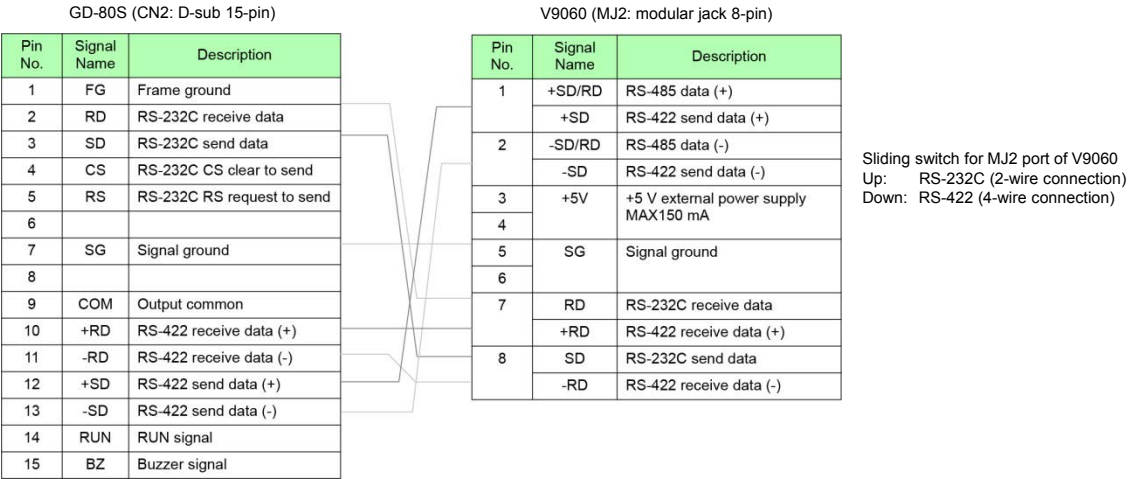 GD-80S (CN2: D-sub 15-pin)
Pin No. Signal Name Description
1 FG Frame ground
2 RD RS-232C receive data
3 SD RS-232C send data
4 CS RS-232C CS clear to send
5 RS RS-232C RS request to send
6
7 SG Signal ground
8
9 COM Output common
10 +RD RS-422 receive data (+)
11 -RD RS-422 receive data (-)
12 +SD RS-422 send data (+)
13 -SD RS-422 send data (-)
14 RUN RUN signal
15 BZ Buzzer signal
V9060 (MJ2: modular jack 8-pin)
Pin No. Signal Name Description
1 +SD/RD RS-485 data (+)
+SD RS-422 send data (+)
2 -SD/RD RS-485 data (-)
-SD RS-422 send data (-)
3 +5V +5 V external power supply
4 MAX150 mA
5 SG Signal ground
6
7 RD RS-232C receive data
+RD RS-422 receive data (+)
8 SD RS-232C send data
-RD RS-422 receive data (-)
Sliding switch for MJ2 port of V9060
Up: RS-232C (2-wire connection)
Down: RS-422 (4-wire connection)